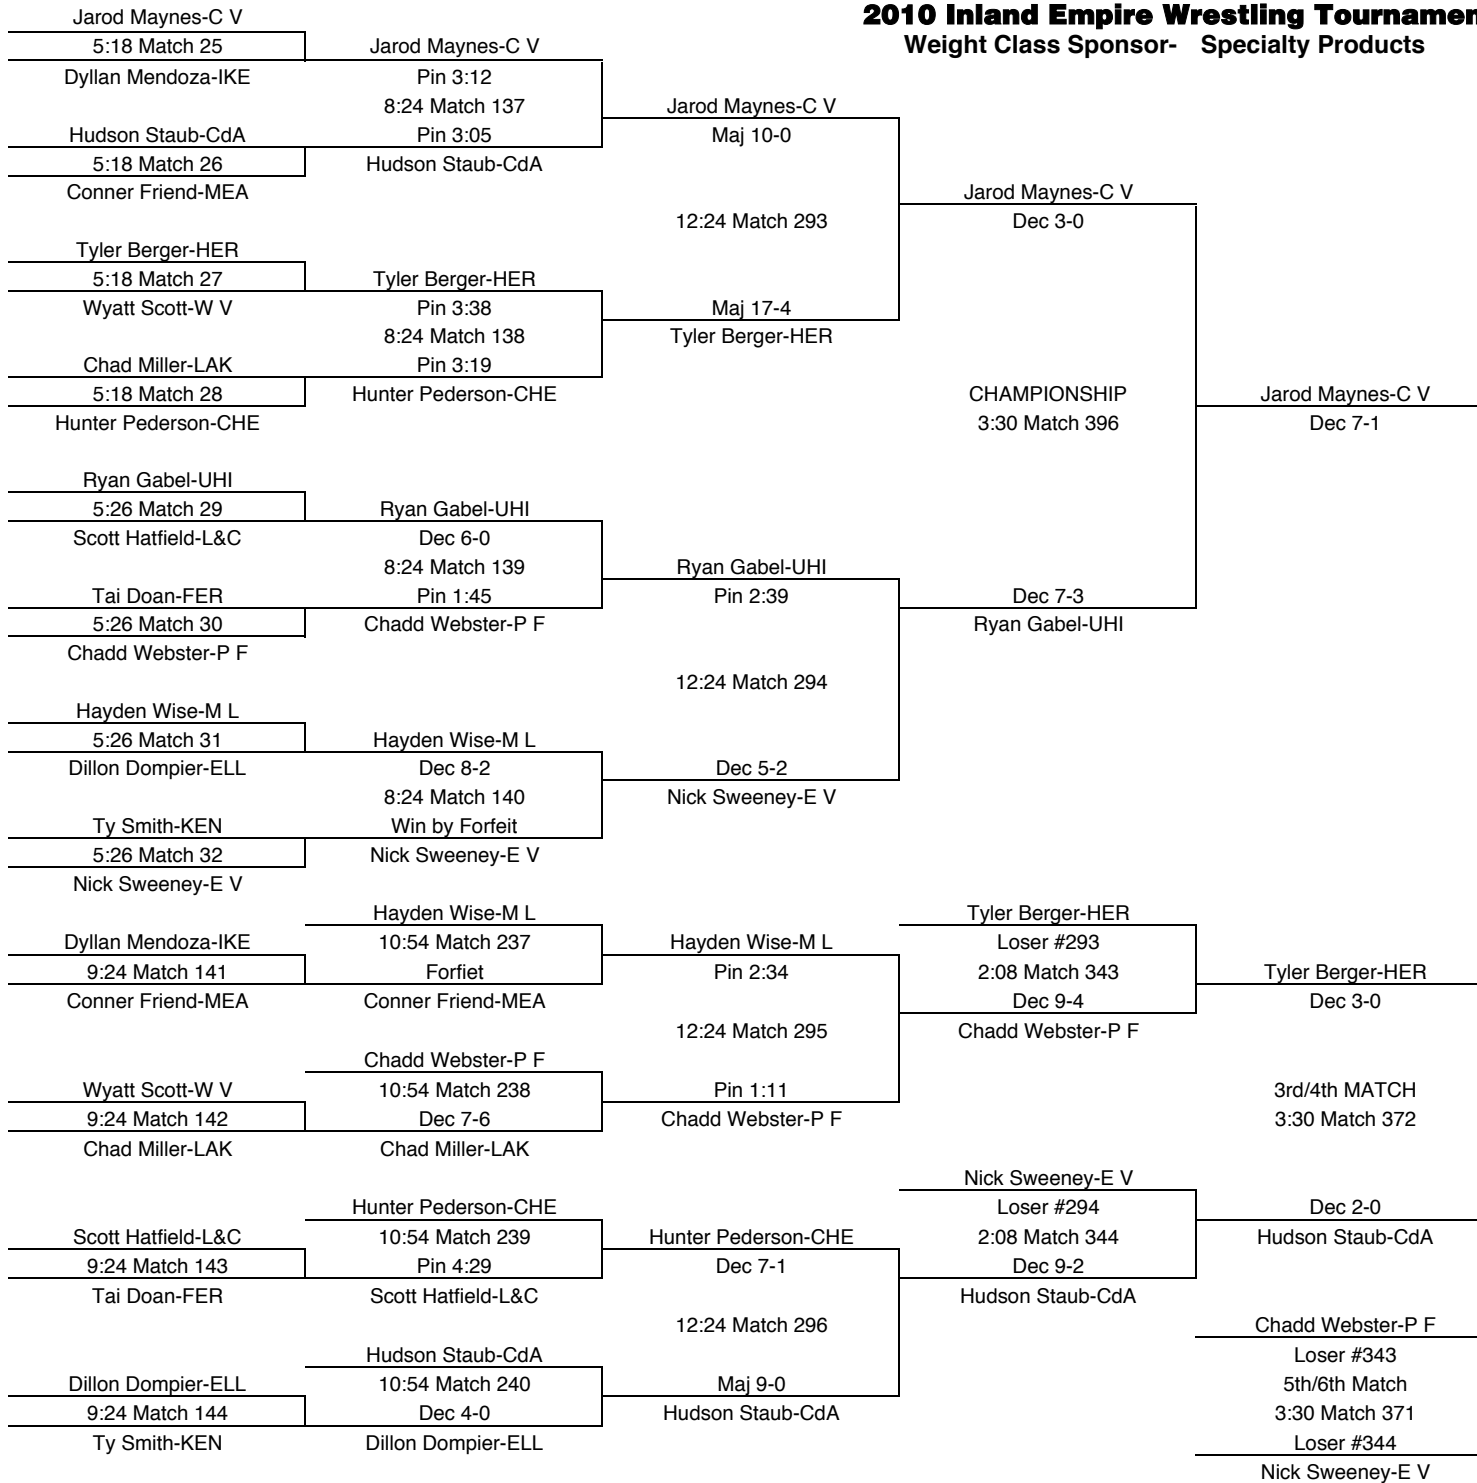 2010 Inland Empire Wrestling Tournamen
Weight Class Sponsor- Specialty Products
Jarod Maynes-C V
5:18 Match 25
Dyllan Mendoza-IKE
Hudson Staub-CdA
5:18 Match 26
Conner Friend-MEA
Tyler Berger-HER
5:18 Match 27
Wyatt Scott-W V
Chad Miller-LAK
5:18 Match 28
Hunter Pederson-CHE
Ryan Gabel-UHI
5:26 Match 29
Scott Hatfield-L&C
Tai Doan-FER
5:26 Match 30
Chadd Webster-P F
Hayden Wise-M L
5:26 Match 31
Dillon Dompier-ELL
Ty Smith-KEN
5:26 Match 32
Nick Sweeney-E V
Jarod Maynes-C V
Pin 3:12
8:24 Match 137
Pin 3:05
Hudson Staub-CdA
Tyler Berger-HER
Pin 3:38
8:24 Match 138
Pin 3:19
Hunter Pederson-CHE
Ryan Gabel-UHI
Dec 6-0
8:24 Match 139
Pin 1:45
Chadd Webster-P F
Hayden Wise-M L
Dec 8-2
8:24 Match 140
Win by Forfeit
Nick Sweeney-E V
Jarod Maynes-C V
Maj 10-0
12:24 Match 293
Maj 17-4
Tyler Berger-HER
Ryan Gabel-UHI
Pin 2:39
12:24 Match 294
Dec 5-2
Nick Sweeney-E V
Jarod Maynes-C V
Dec 3-0
CHAMPIONSHIP
3:30 Match 396
Dec 7-3
Ryan Gabel-UHI
Jarod Maynes-C V
Dec 7-1
Dyllan Mendoza-IKE
9:24 Match 141
Conner Friend-MEA
Wyatt Scott-W V
9:24 Match 142
Chad Miller-LAK
Scott Hatfield-L&C
9:24 Match 143
Tai Doan-FER
Dillon Dompier-ELL
9:24 Match 144
Ty Smith-KEN
Hayden Wise-M L
10:54 Match 237
Forfiet
Conner Friend-MEA
Chadd Webster-P F
10:54 Match 238
Dec 7-6
Chad Miller-LAK
Hunter Pederson-CHE
10:54 Match 239
Pin 4:29
Scott Hatfield-L&C
Hudson Staub-CdA
10:54 Match 240
Dec 4-0
Dillon Dompier-ELL
Hayden Wise-M L
Pin 2:34
12:24 Match 295
Pin 1:11
Chadd Webster-P F
Hunter Pederson-CHE
Dec 7-1
12:24 Match 296
Maj 9-0
Hudson Staub-CdA
Tyler Berger-HER
Loser #293
2:08 Match 343
Dec 9-4
Chadd Webster-P F
Nick Sweeney-E V
Loser #294
2:08 Match 344
Dec 9-2
Hudson Staub-CdA
Tyler Berger-HER
Dec 3-0
3rd/4th MATCH
3:30 Match 372
Dec 2-0
Hudson Staub-CdA
Chadd Webster-P F
Loser #343
5th/6th Match
3:30 Match 371
Loser #344
Nick Sweeney-E V